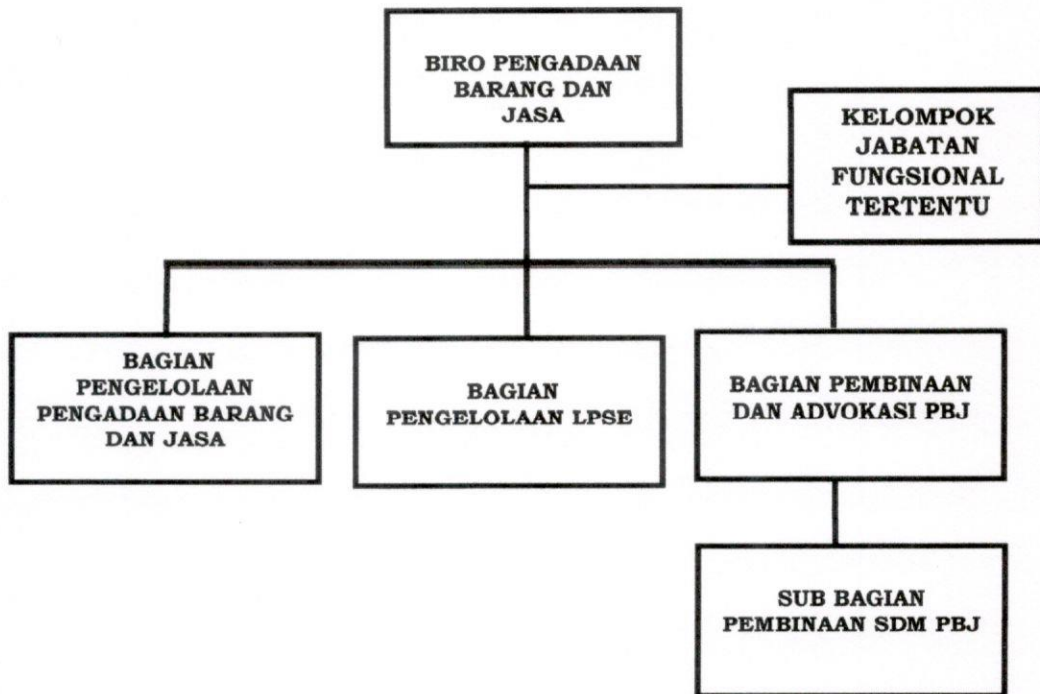 BIRO PENGADAAN
BARANG DAN
JASA
KELOMPOK
JABATAN
FUNGSIONAL
TERTENTU
BAGIAN
PENGELOLAAN
PENGADAAN BARANG
DAN JASA
BAGIAN
PENGELOLAAN LPSE
BAGIAN PEMBINAAN
DAN ADVOKASI PBJ
SUB BAGIAN
PEMBINAAN SDM PBJ